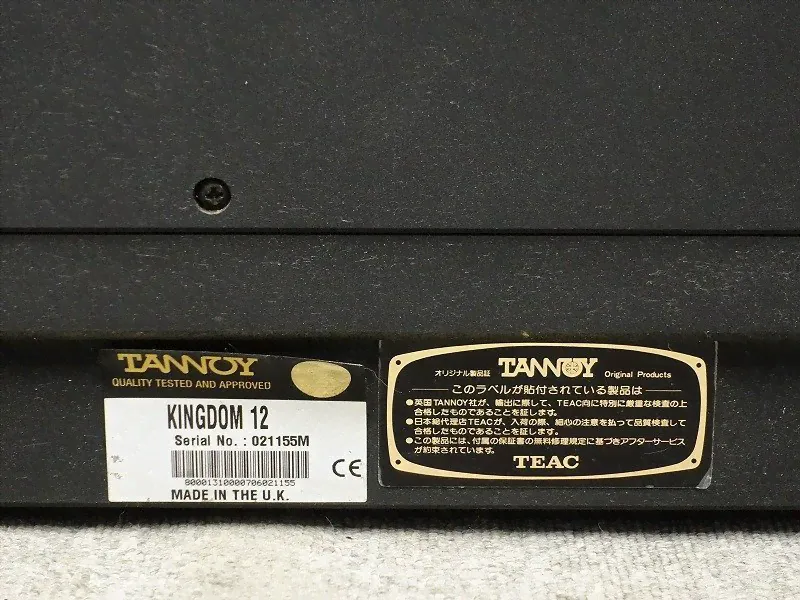 TANNOY
QUALITY TESTED AND APPROVED
KINGDOM 12
Serial No. : 021155M
80001310000706021155
MADE IN THE U.K.
CE
オリジナル製品証 TANNOY Original Products
このラベルが貼付されている製品は
●英国TANNOY社が、輸出に際して、TEAC向に特別に厳重な検査の上
合格したものであることを証します。
●日本総代理店TEACが、入荷の際、細心の注意を払って品質検査して
合格したものであることを証します。
●この製品には、付属の保証書の無料修理規定に基づきアフターサービス
が約束されています。
TEAC